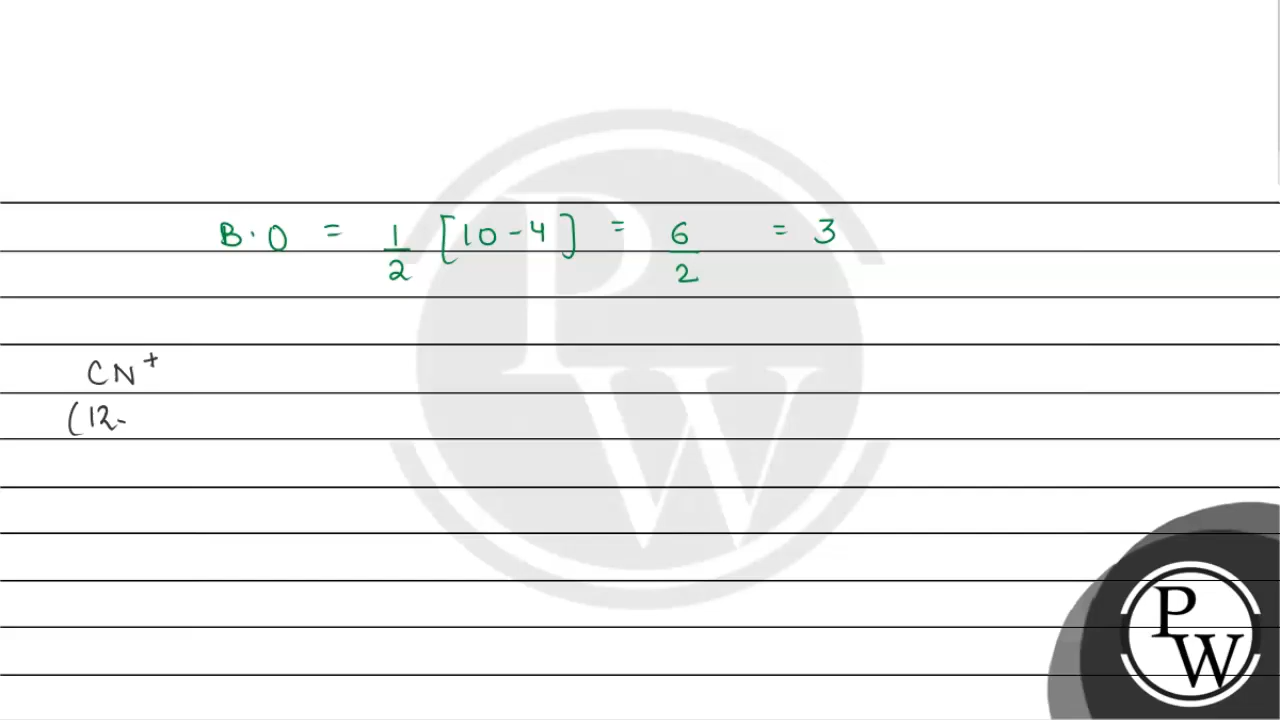 B.O = 1/2 [10-4] = 6/2 = 3
CN⁺
(12-
P
W
P
W